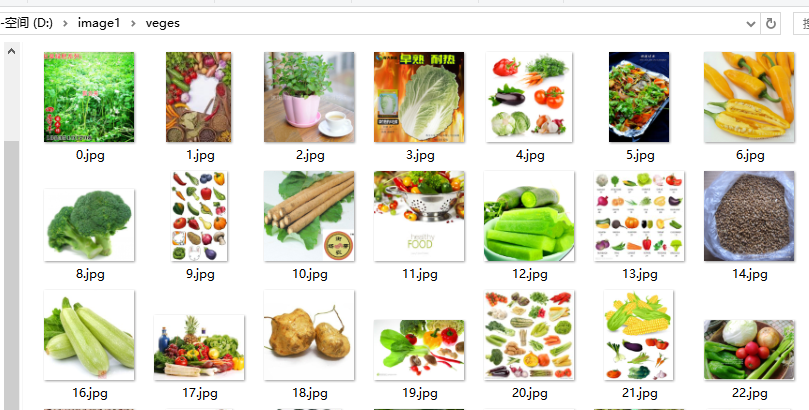 -空间 (D:) › image1 › veges
0.jpg
1.jpg
2.jpg
3.jpg
4.jpg
5.jpg
6.jpg
早熟 耐热
8.jpg
9.jpg
10.jpg
11.jpg
12.jpg
13.jpg
14.jpg
healthy
FOOD
16.jpg
17.jpg
18.jpg
19.jpg
20.jpg
21.jpg
22.jpg